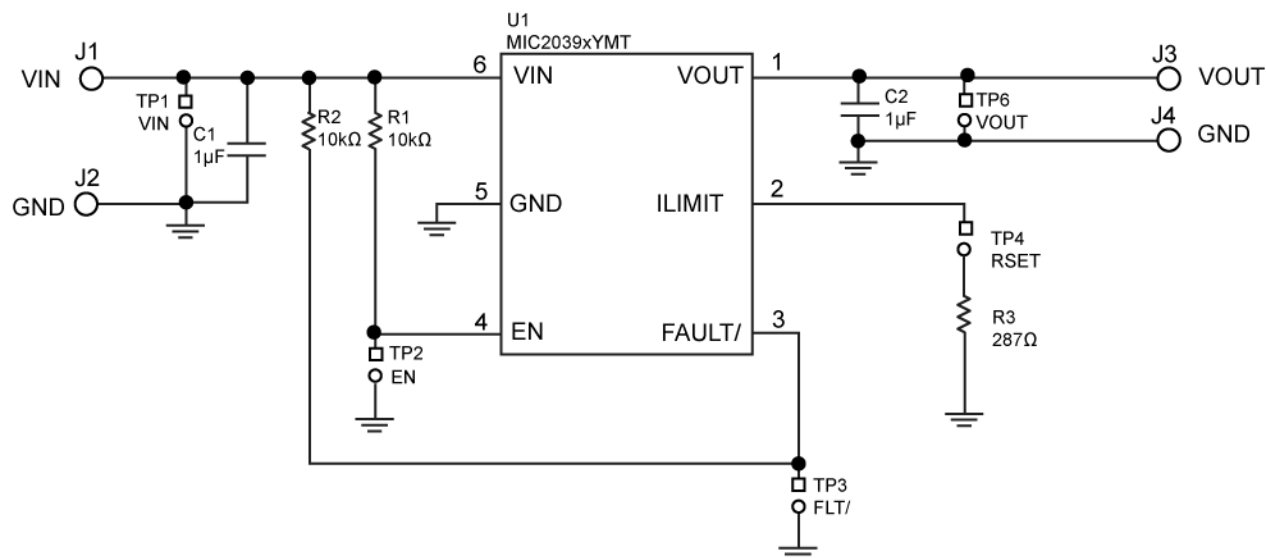 U1
MIC2039xYMT
J1
VIN
6
VIN
VOUT
1
J3
VOUT
TP1
VIN
C1
1µF
R2
10kΩ
R1
10kΩ
C2
1µF
TP6
VOUT
J4
GND
J2
GND
5
GND
ILIMIT
2
TP4
RSET
R3
287Ω
4
EN
FAULT/
3
TP2
EN
TP3
FLT/